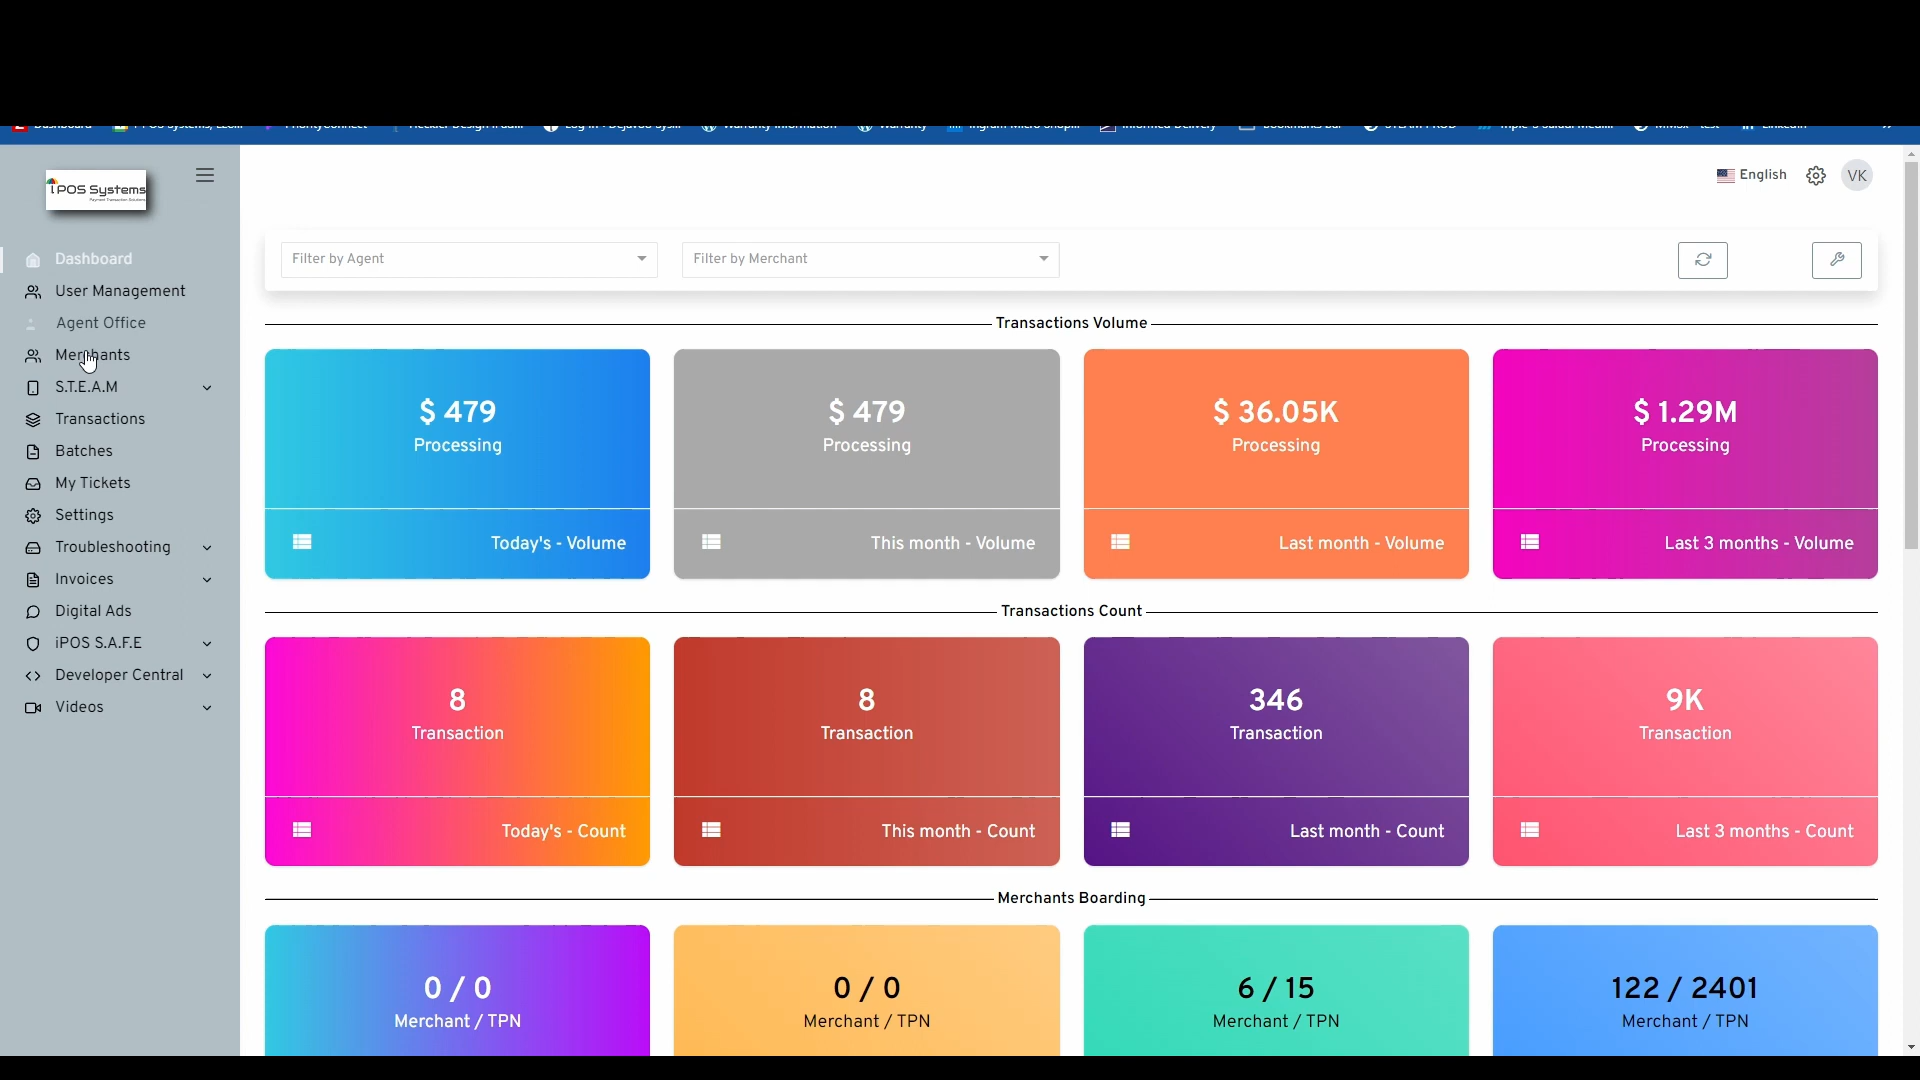 iPOS Systems
Payment Transaction Solutions
English
VK
Dashboard
User Management
Agent Office
Merchants
S.T.E.A.M
Transactions
Batches
My Tickets
Settings
Troubleshooting
Invoices
Digital Ads
iPOS S.A.F.E
Developer Central
Videos
Filter by Agent
Filter by Merchant
Transactions Volume
$ 479
Processing
Today's - Volume
$ 479
Processing
This month - Volume
$ 36.05K
Processing
Last month - Volume
$ 1.29M
Processing
Last 3 months - Volume
Transactions Count
8
Transaction
Today's - Count
8
Transaction
This month - Count
346
Transaction
Last month - Count
9K
Transaction
Last 3 months - Count
Merchants Boarding
0 / 0
Merchant / TPN
0 / 0
Merchant / TPN
6 / 15
Merchant / TPN
122 / 2401
Merchant / TPN